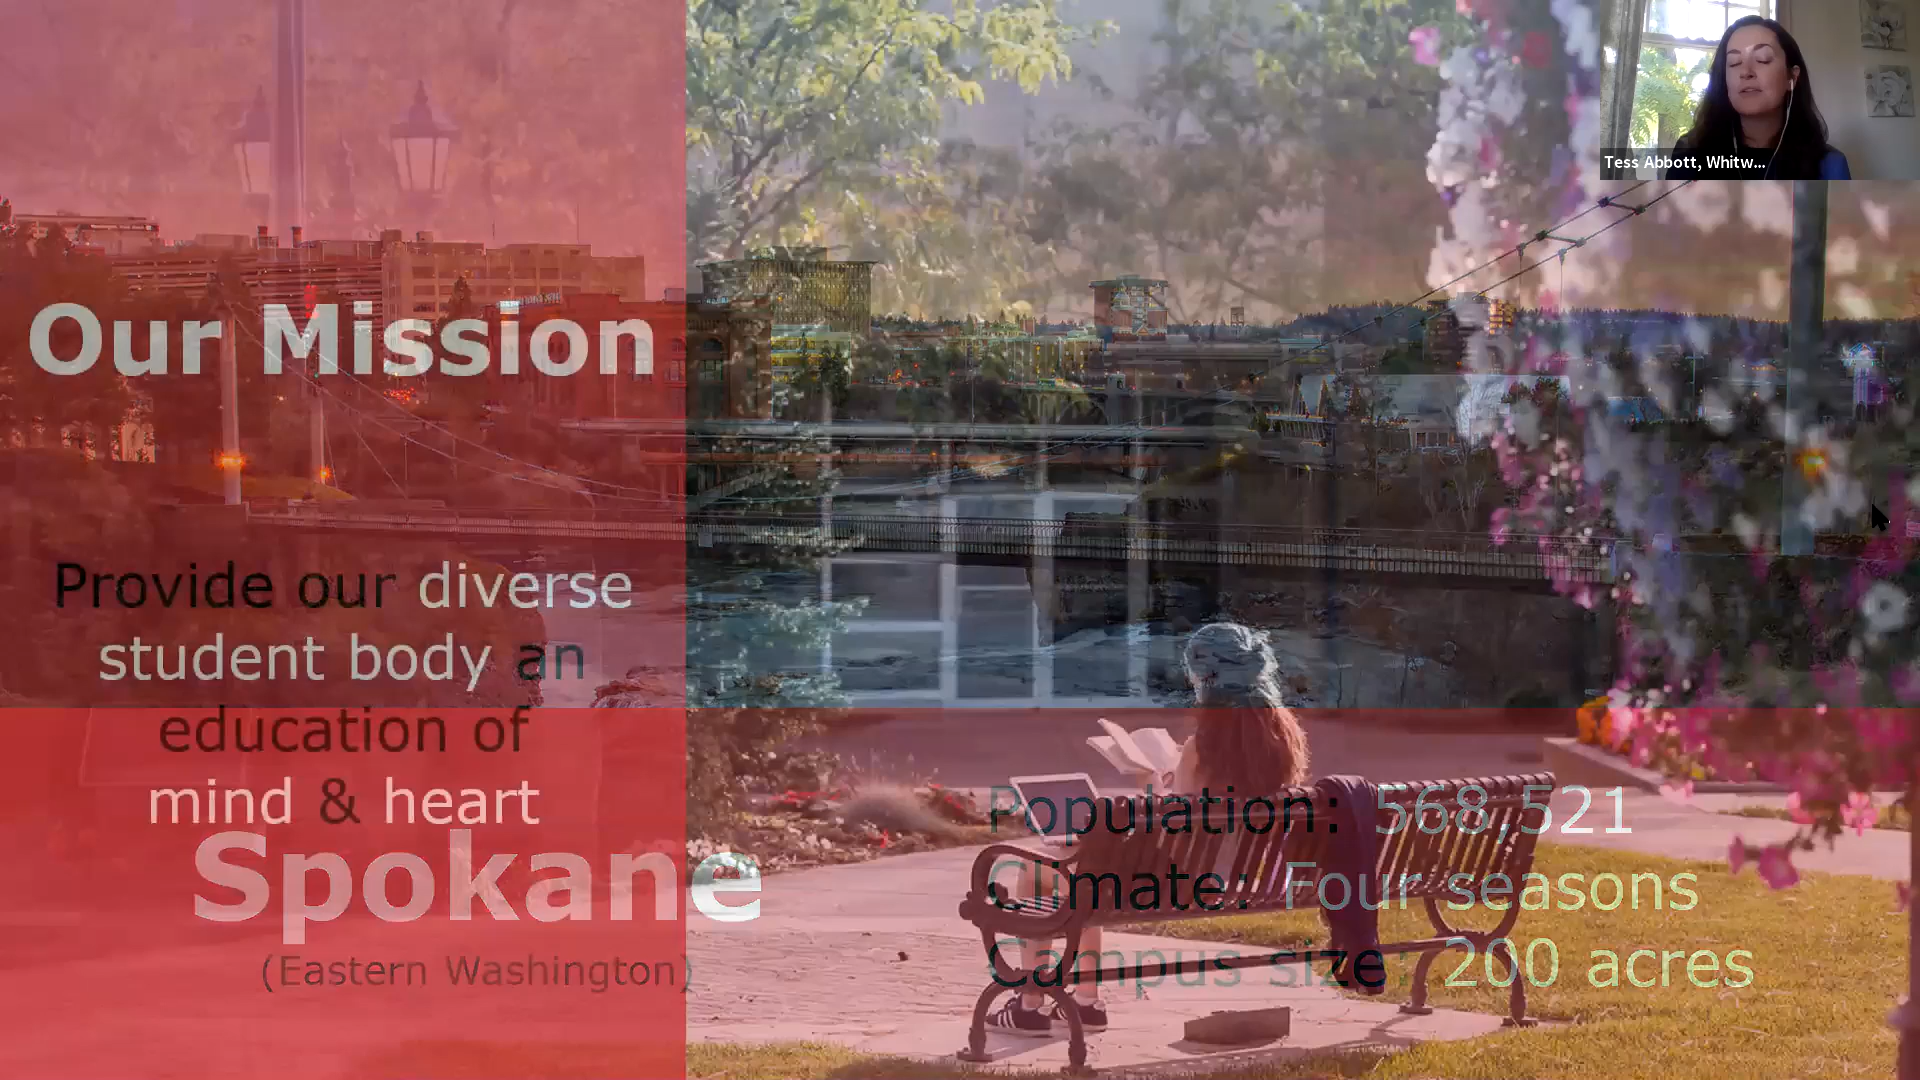 Tess Abbott, Whitw...
Our Mission
Provide our diverse
student body an
education of
mind & heart
Spokane
(Eastern Washington)
Population: 568,521
Climate: Four seasons
Campus size: 200 acres